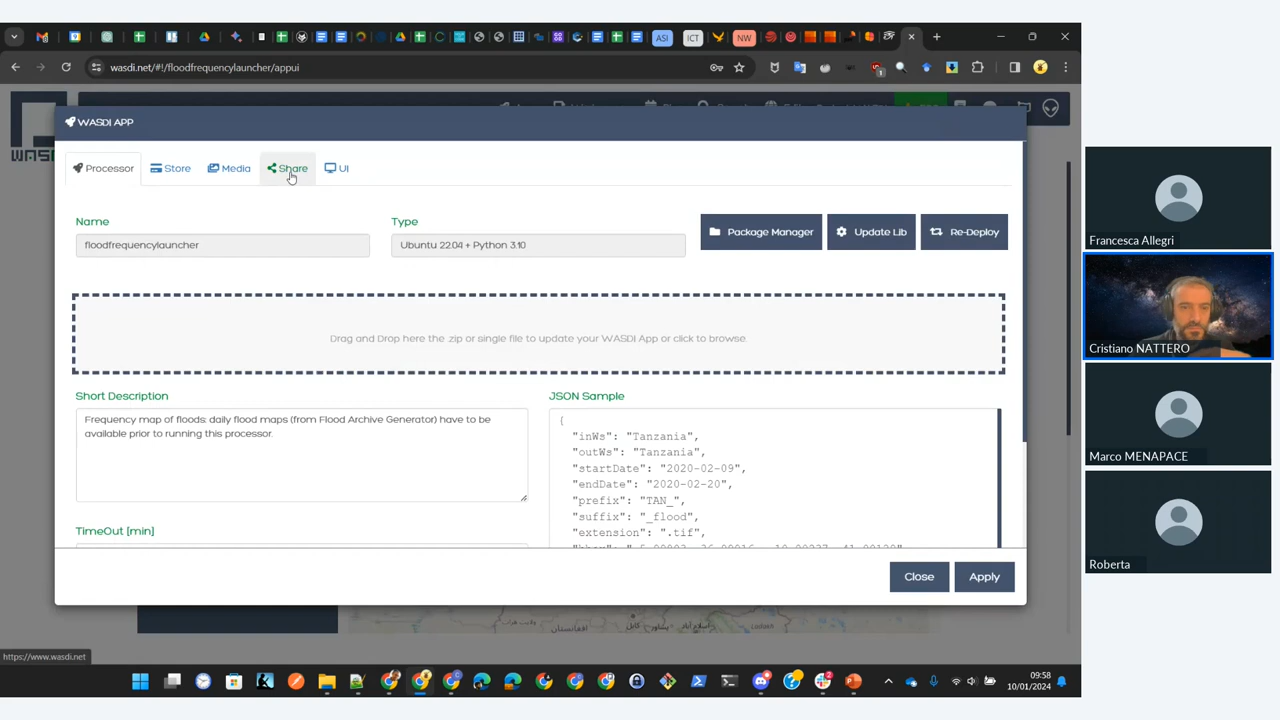 ASI
ICT
NW
wasdi.net/#!/floodfrequencylauncher/appui
WASDI APP
Processor
Store
Media
Share
UI
Name
Type
floodfrequencylauncher
Ubuntu 22.04 + Python 3.10
Package Manager
Update Lib
Re-Deploy
Drag and Drop here the .zip or single file to update your WASDI App or click to browse.
Short Description
JSON Sample
Frequency map of floods: daily flood maps (from Flood Archive Generator) have to be
available prior to running this processor.
{
"inWs": "Tanzania",
"outWs": "Tanzania",
"startDate": "2020-02-09",
"endDate": "2020-02-20",
"prefix": "TAN_",
"suffix": "_flood",
"extension": ".tif",
TimeOut [min]
Close
Apply
https://www.wasdi.net
09:58
10/01/2024
Francesca Allegri
Cristiano NATTERO
Marco MENAPACE
Roberta